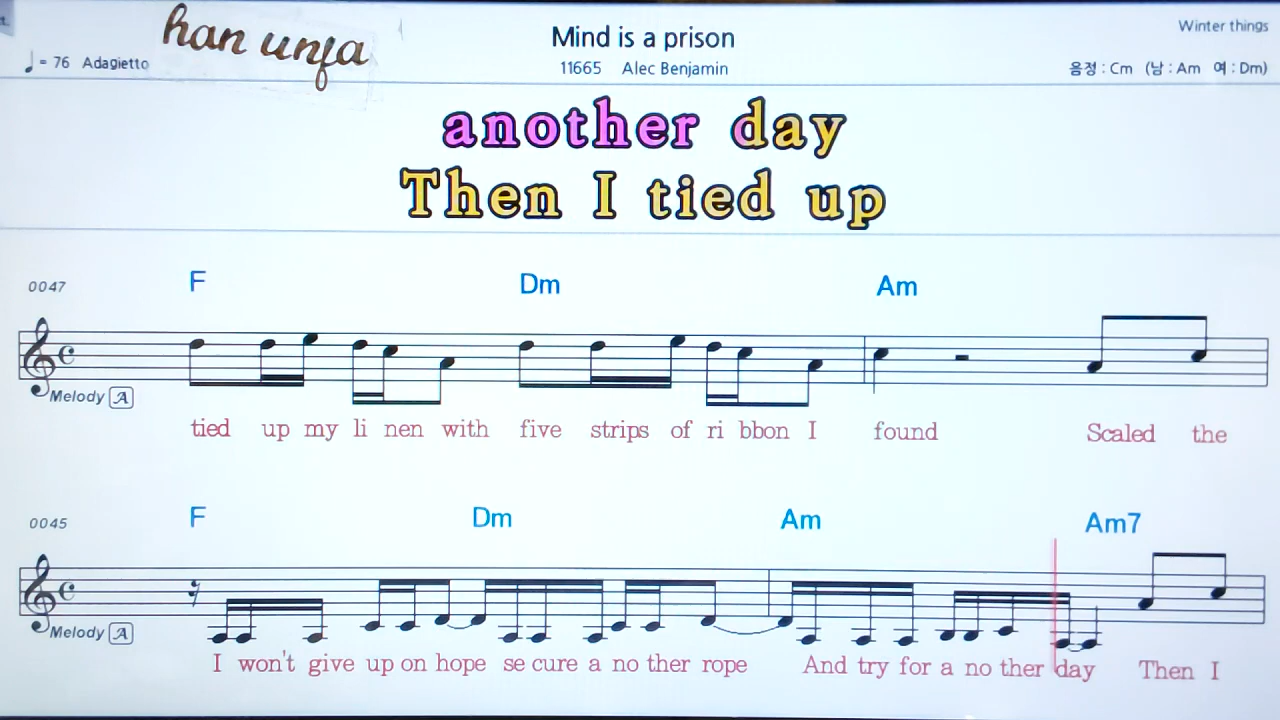 han unfa
Mind is a prison
Winter things
= 76 Adagietto
11665 Alec Benjamin
음정 : Cm (남 : Am 여 : Dm)
another day
Then I tied up
0047 F Dm Am
Melody A
tied up my li nen with five strips of ri bbon I found Scaled the
0045 F Dm Am Am7
Melody A
I won't give up on hope se cure a no ther rope And try for a no ther day Then I